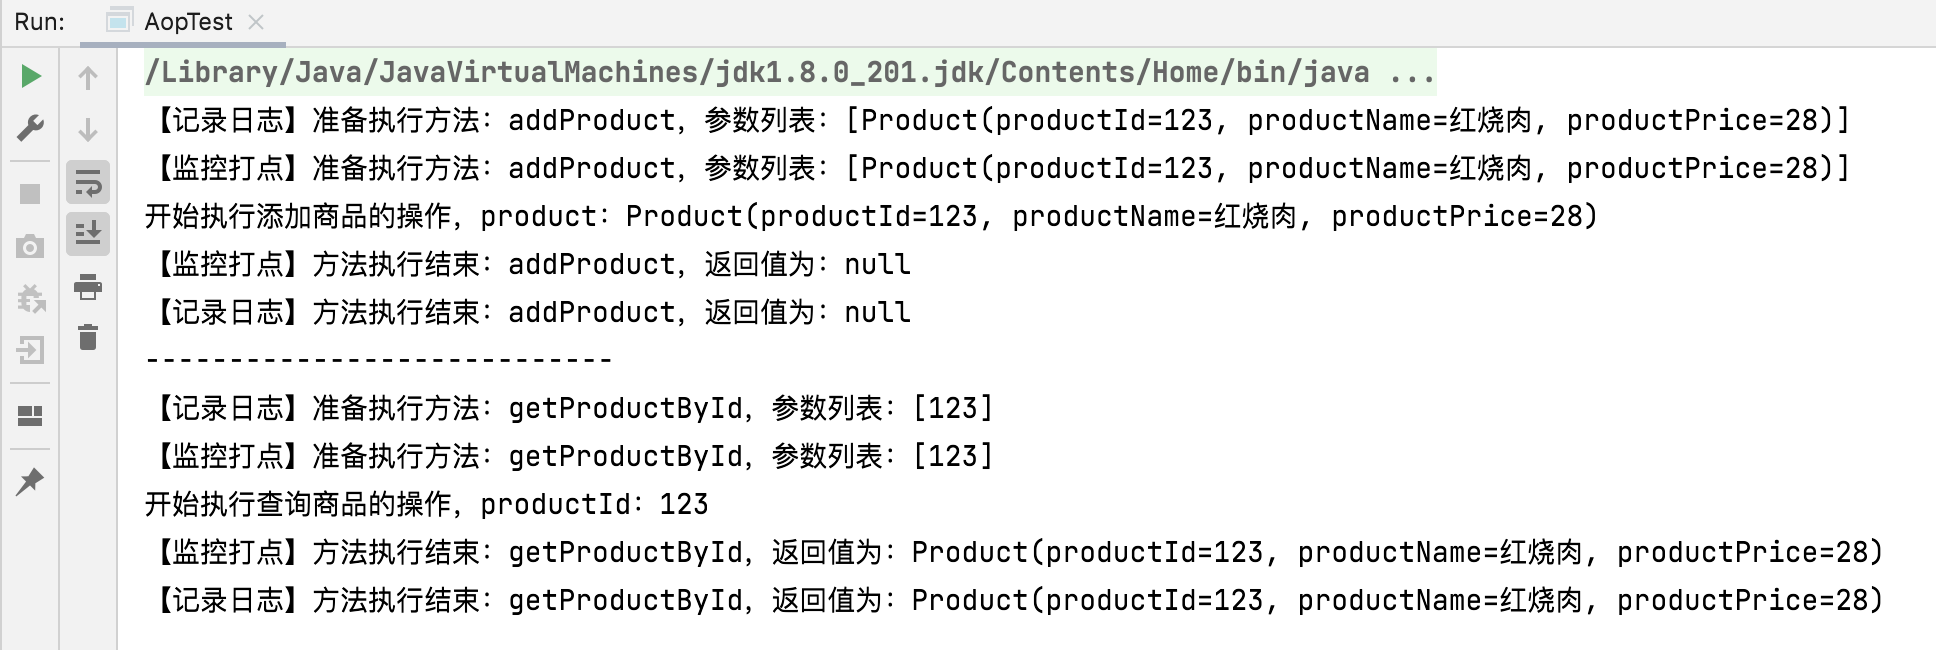 Run: AopTest
/Library/Java/JavaVirtualMachines/jdk1.8.0_201.jdk/Contents/Home/bin/java ...
【记录日志】准备执行方法：addProduct，参数列表：[Product(productId=123, productName=红烧肉, productPrice=28)]
【监控打点】准备执行方法：addProduct，参数列表：[Product(productId=123, productName=红烧肉, productPrice=28)]
开始执行添加商品的操作，product：Product(productId=123, productName=红烧肉, productPrice=28)
【监控打点】方法执行结束：addProduct，返回值为：null
【记录日志】方法执行结束：addProduct，返回值为：null
----------------------------
【记录日志】准备执行方法：getProductById，参数列表：[123]
【监控打点】准备执行方法：getProductById，参数列表：[123]
开始执行查询商品的操作，productId：123
【监控打点】方法执行结束：getProductById，返回值为：Product(productId=123, productName=红烧肉, productPrice=28)
【记录日志】方法执行结束：getProductById，返回值为：Product(productId=123, productName=红烧肉, productPrice=28)